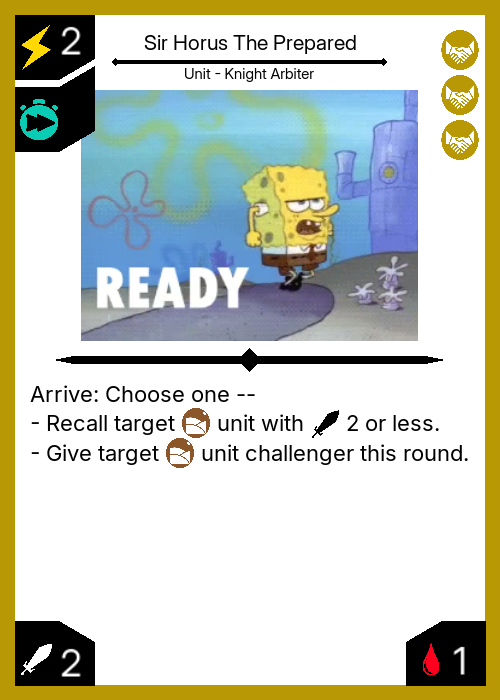 2
Sir Horus The Prepared
Unit - Knight Arbiter
READY
Arrive: Choose one --
- Recall target unit with 2 or less.
- Give target unit challenger this round.
2
1